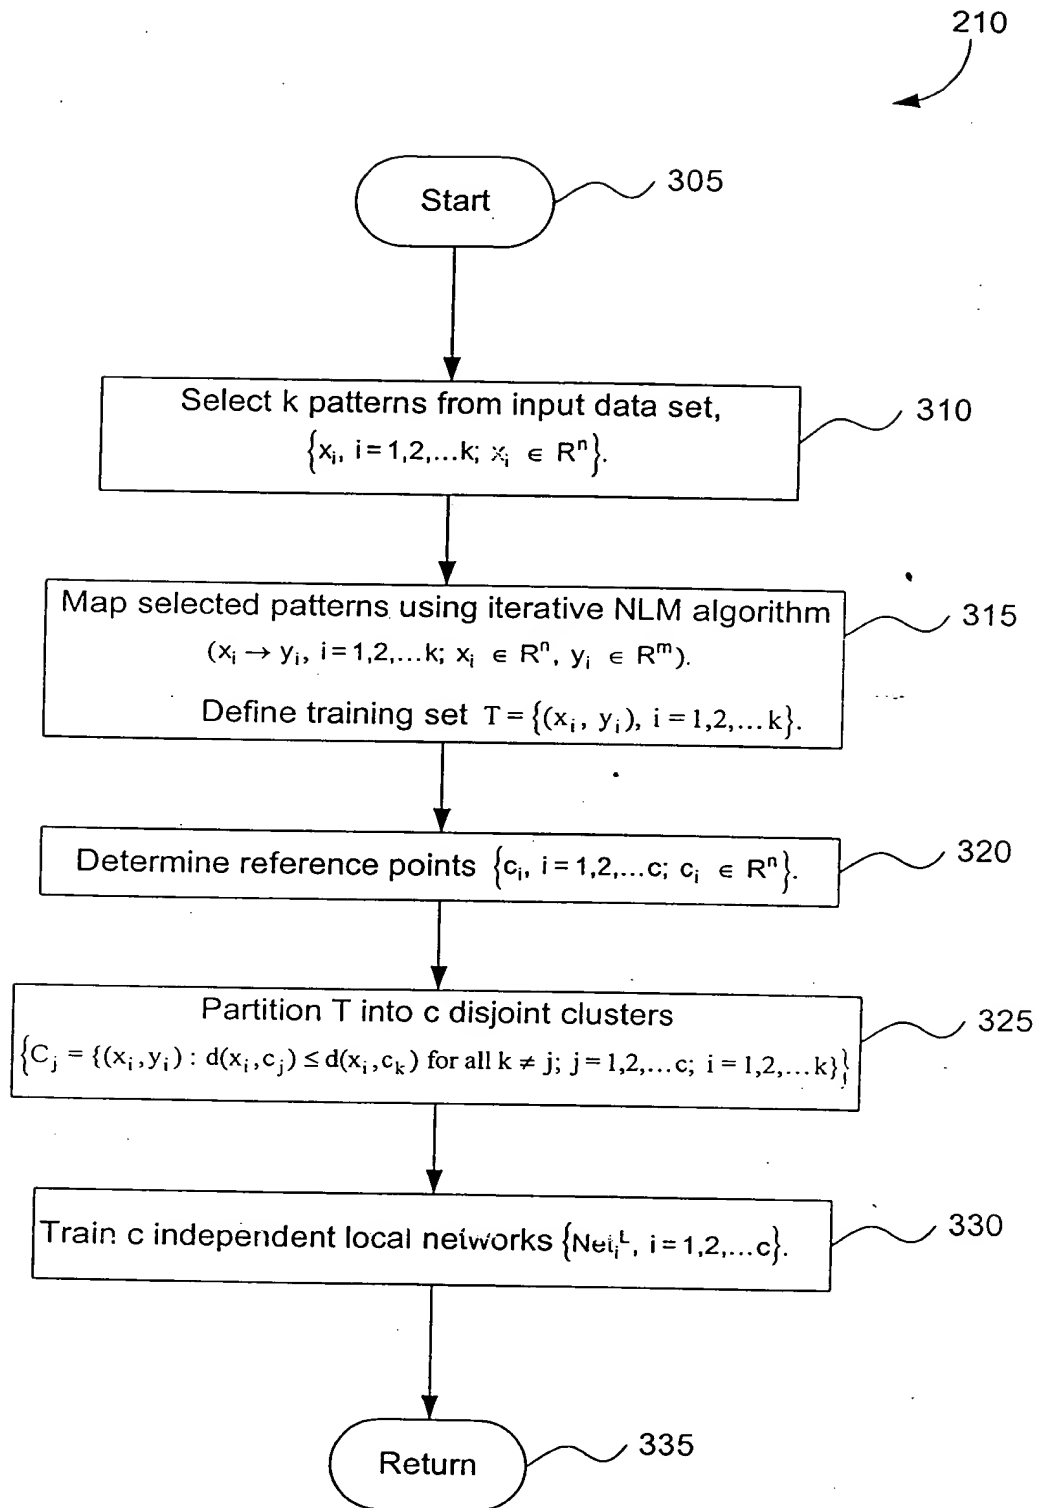 210
Start
305
Select k patterns from input data set,
{xᵢ, i = 1,2,...k; xᵢ ∈ Rⁿ}.
310
Map selected patterns using iterative NLM algorithm
(xᵢ → yᵢ, i = 1,2,...k; xᵢ ∈ Rⁿ, yᵢ ∈ Rᵐ).
Define training set T = {(xᵢ, yᵢ), i = 1,2,...k}.
315
Determine reference points {cᵢ, i = 1,2,...c; cᵢ ∈ Rⁿ}.
320
Partition T into c disjoint clusters
{Cⱼ = {(xᵢ,yᵢ) : d(xᵢ,cⱼ) ≤ d(xᵢ,cₖ) for all k ≠ j; j = 1,2,...c; i = 1,2,...k}}
325
Train c independent local networks {Netᵢᴸ, i = 1,2,...c}.
330
Return
335